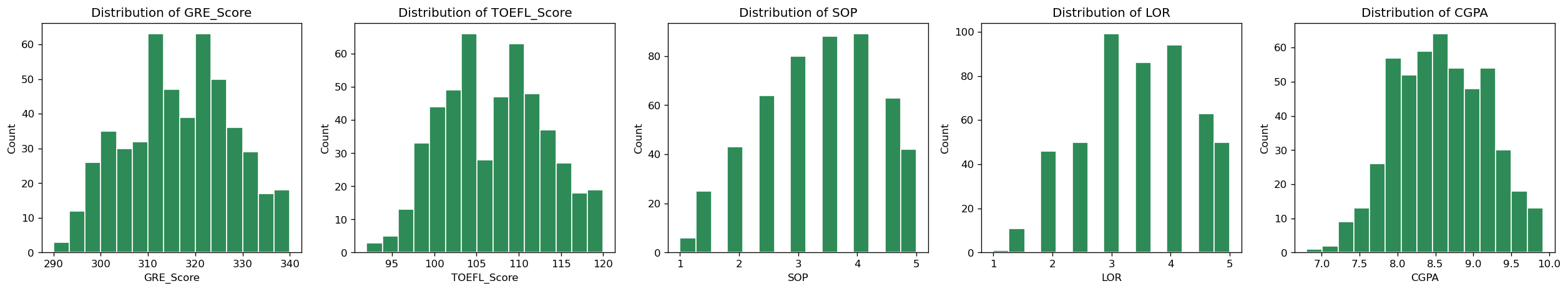 Distribution of GRE_Score
Count
60
50
40
30
20
10
0
290 300 310 320 330 340
GRE_Score
Distribution of TOEFL_Score
Count
60
50
40
30
20
10
0
95 100 105 110 115 120
TOEFL_Score
Distribution of SOP
Count
80
60
40
20
0
1 2 3 4 5
SOP
Distribution of LOR
Count
100
80
60
40
20
0
1 2 3 4 5
LOR
Distribution of CGPA
Count
60
50
40
30
20
10
0
7.0 7.5 8.0 8.5 9.0 9.5 10.0
CGPA